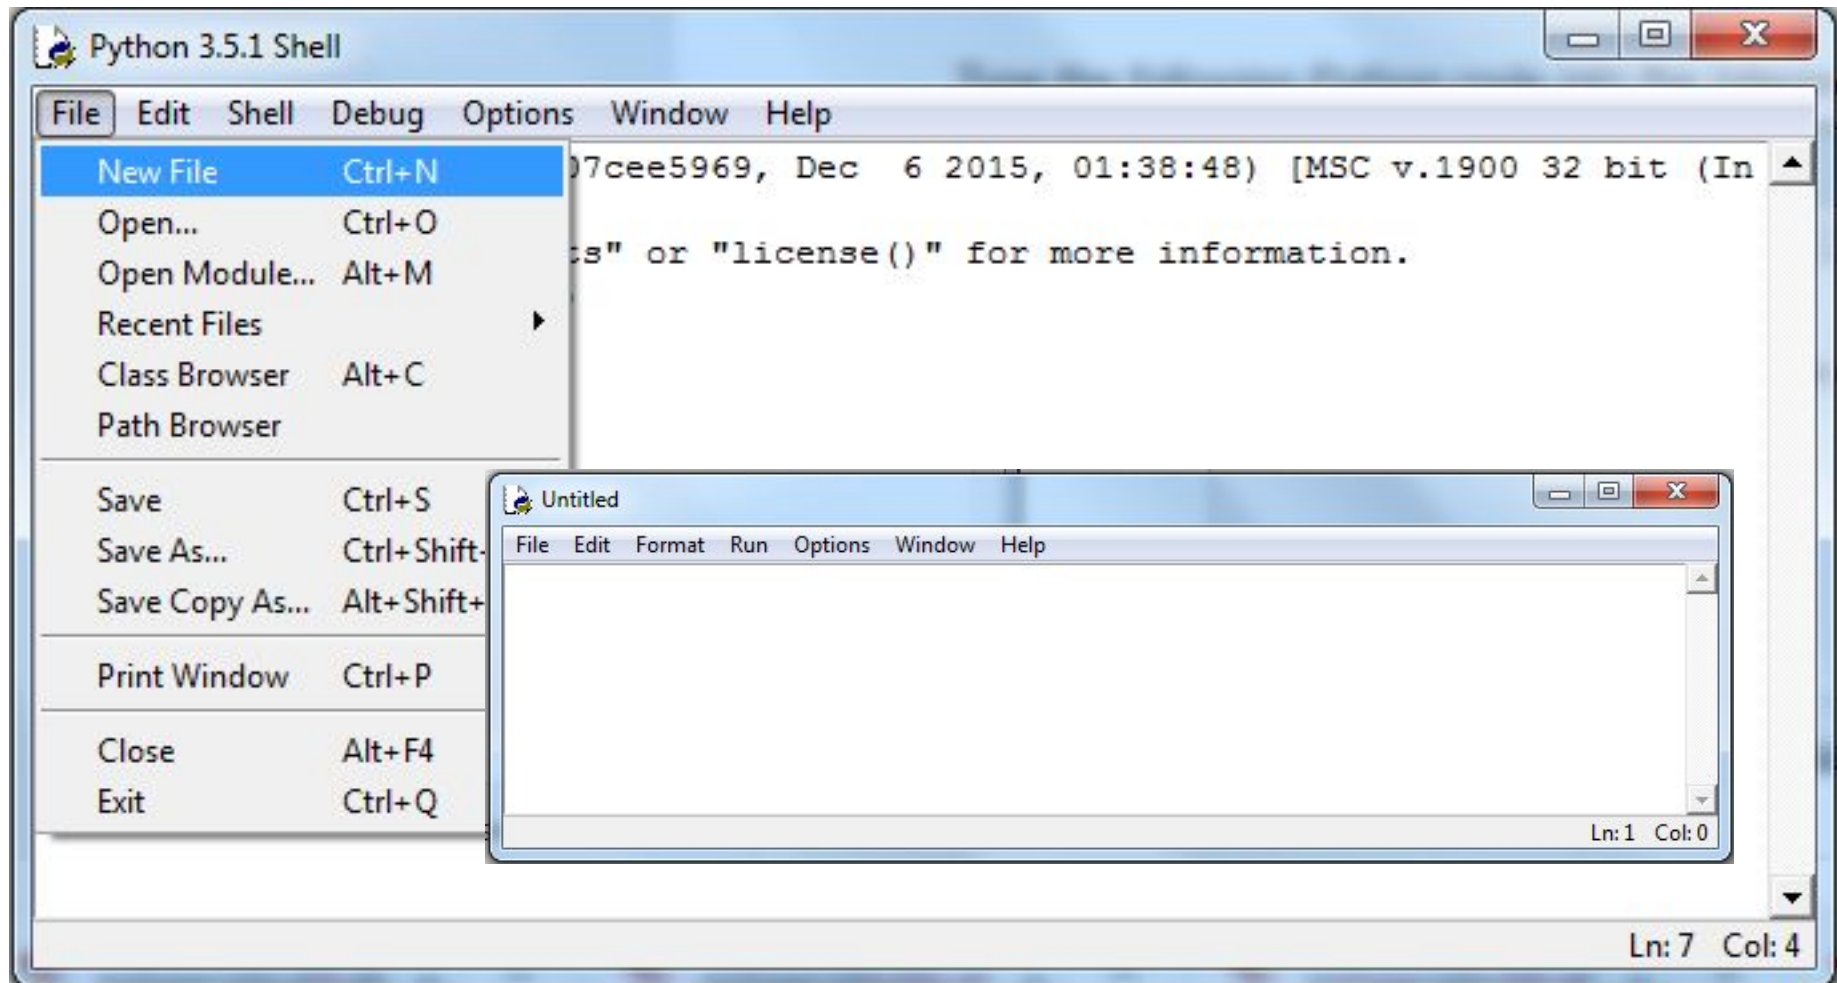 Python 3.5.1 Shell
File Edit Shell Debug Options Window Help
New File Ctrl+N
07cee5969, Dec  6 2015, 01:38:48) [MSC v.1900 32 bit (In
Open... Ctrl+O
ts" or "license()" for more information.
Open Module... Alt+M
Recent Files
Class Browser Alt+C
Path Browser
Save Ctrl+S
Save As... Ctrl+Shift+
Save Copy As... Alt+Shift+
Print Window Ctrl+P
Close Alt+F4
Exit Ctrl+Q
Untitled
File Edit Format Run Options Window Help
Ln: 1 Col: 0
Ln: 7 Col: 4